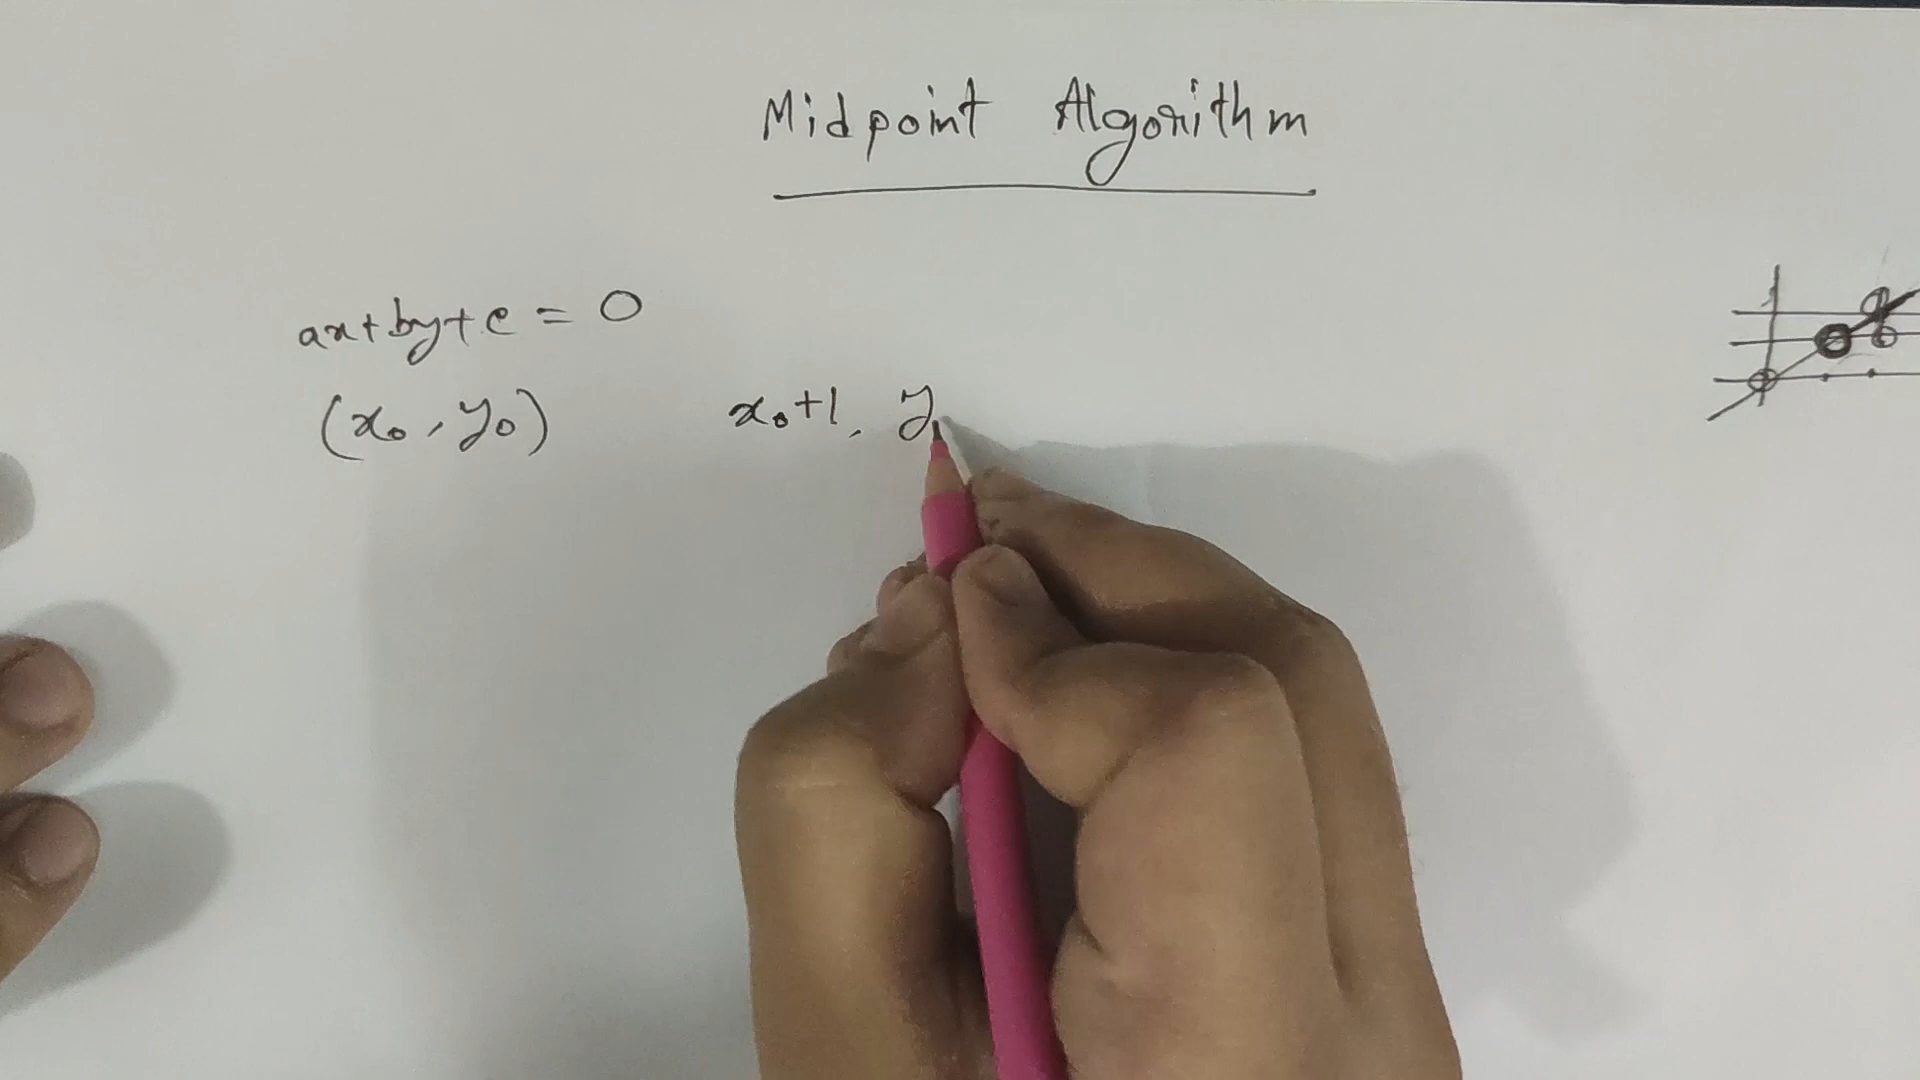 Midpoint Algorithm
ax+by+c = 0
(x₀, y₀) x₀+1, y